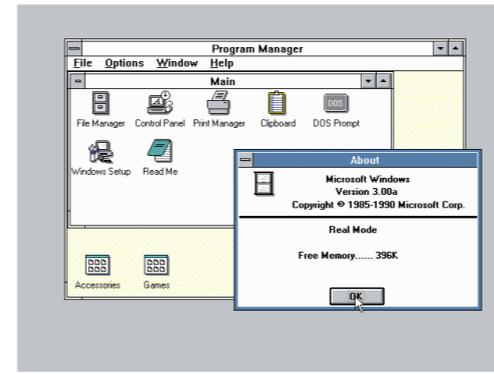 Program Manager
File Options Window Help
Main
File Manager Control Panel Print Manager Clipboard DOS Prompt
DOS
Windows Setup Read Me
About
Microsoft Windows
Version 3.00a
Copyright © 1985-1990 Microsoft Corp.
Real Mode
Free Memory...... 396K
OK
Accessories Games